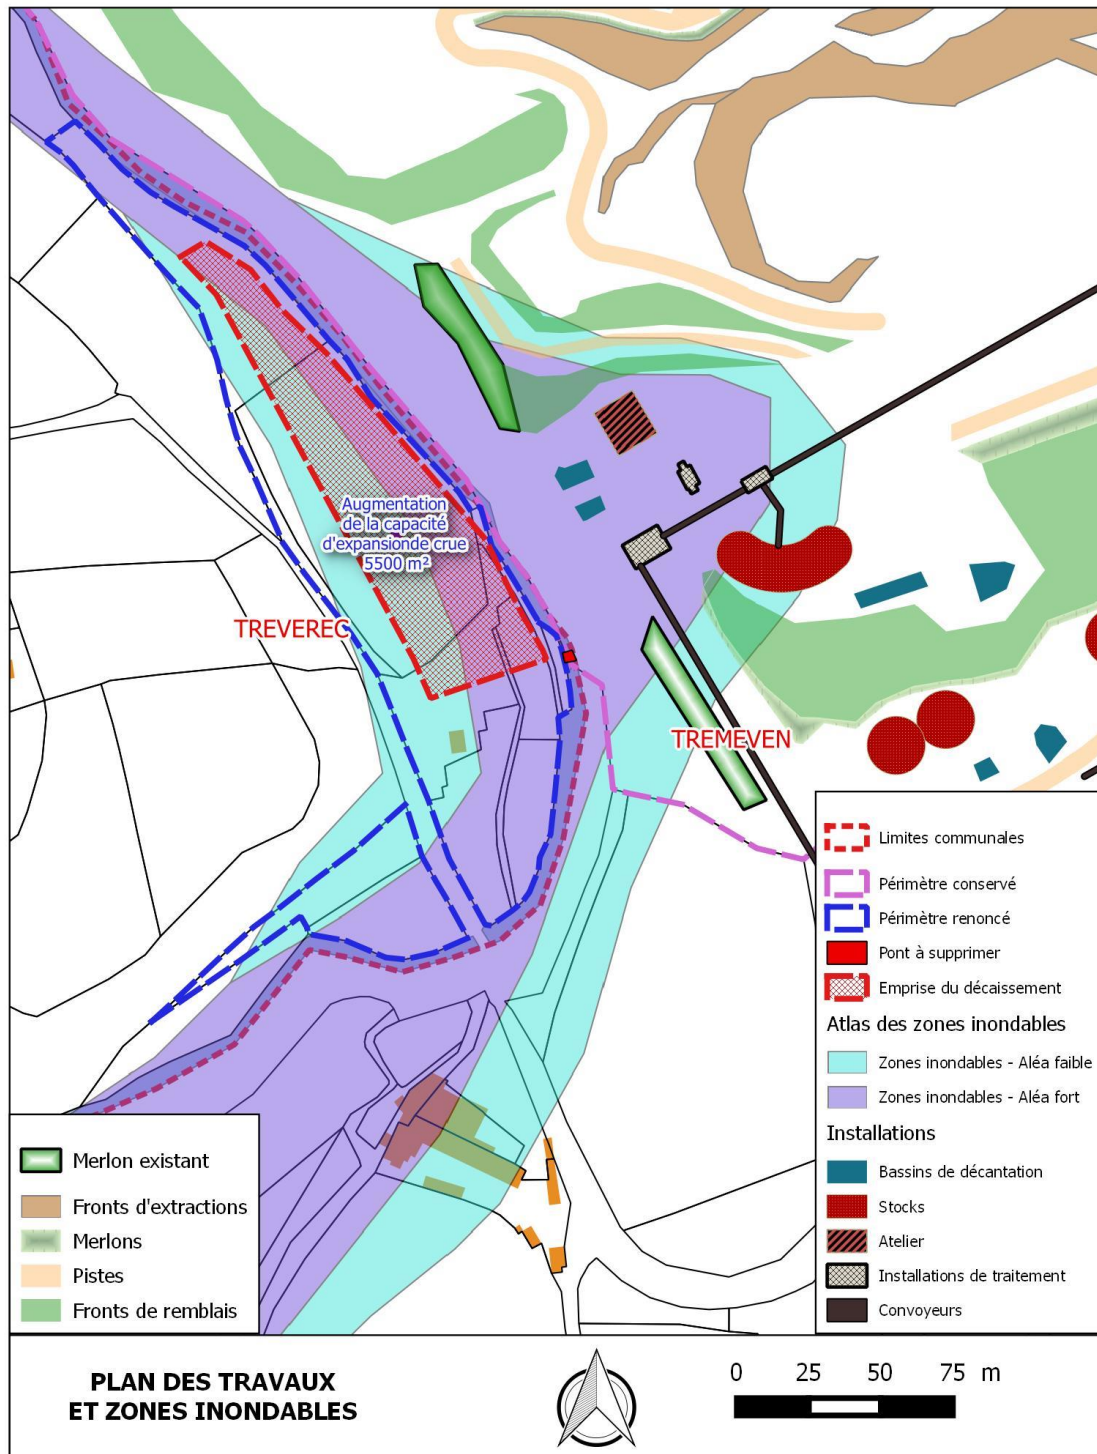 Augmentation
de la capacité
d'expansionde crue
5500 m²
TREVEREC
TREMEVEN
Limites communales
Périmètre conservé
Périmètre renoncé
Pont à supprimer
Emprise du décaissement
Atlas des zones inondables
Zones inondables - Aléa faible
Zones inondables - Aléa fort
Installations
Bassins de décantation
Stocks
Atelier
Installations de traitement
Convoyeurs
Merlon existant
Fronts d'extractions
Merlons
Pistes
Fronts de remblais
PLAN DES TRAVAUX
ET ZONES INONDABLES
0 25 50 75 m